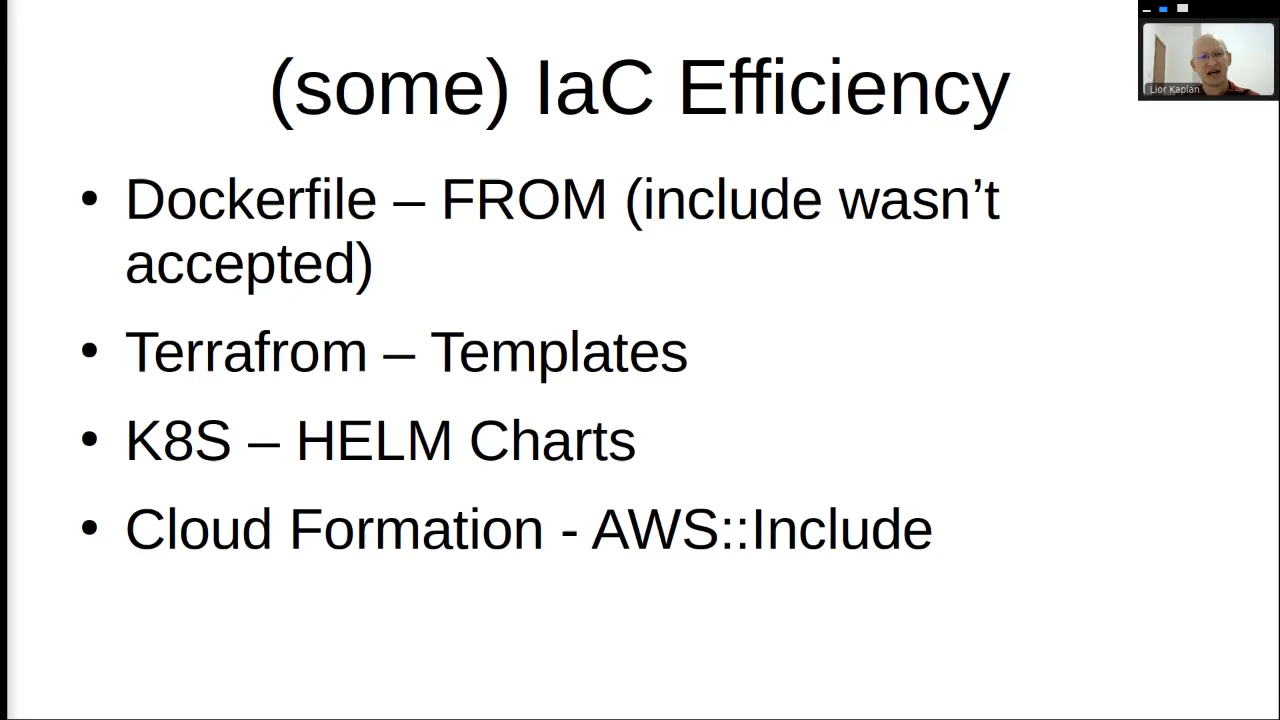 Lior Kaplan
(some) IaC Efficiency
• Dockerfile – FROM (include wasn’t
accepted)
• Terrafrom – Templates
• K8S – HELM Charts
• Cloud Formation - AWS::Include